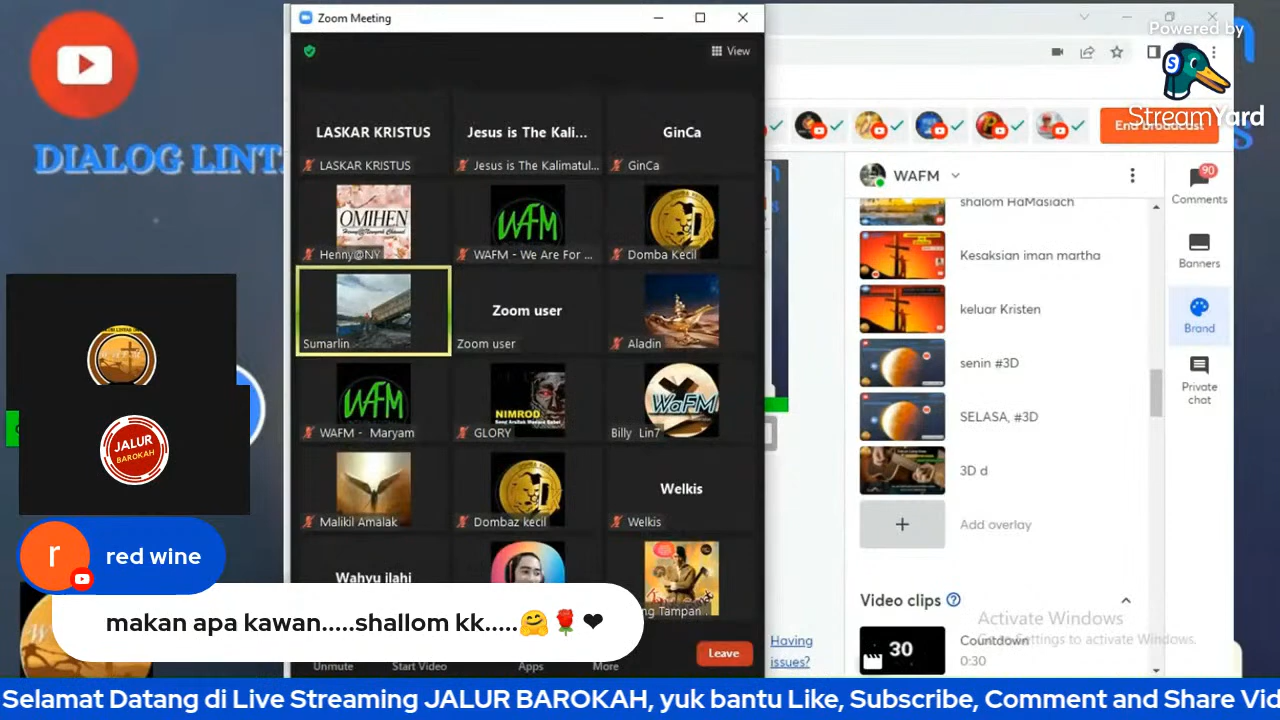 Zoom Meeting
Powered by
StreamYard
DIALOG LINT
View
LASKAR KRISTUS
Jesus is The Kali...
GinCa
LASKAR KRISTUS
Jesus is The Kalimatul...
GinCa
End broadcast
OMIHEN
WAFM
Henny@NY
WAFM - We Are For ...
Domba Kecil
Zoom user
Sumarlin
Zoom user
Aladin
WAFM
NIMROD
WaFM
WAFM - Maryam
GLORY
Billy Lin7
Welkis
Malikil Amalak
Dombaz kecil
Welkis
Wahyu ilahi
ng Tampan .
Unmute
Start Video
Apps
More
Leave
WAFM
shalom HaMasiach
Kesaksian iman martha
keluar Kristen
senin #3D
SELASA, #3D
3D d
Add overlay
Video clips
30
Countdown
0:30
Activate Windows
Go to Settings to activate Windows.
Having
issues?
90
Comments
Banners
Brand
Private
chat
JALUR
BAROKAH
r
red wine
makan apa kawan.....shallom kk.....🤗🌹❤
Selamat Datang di Live Streaming JALUR BAROKAH, yuk bantu Like, Subscribe, Comment and Share Vid